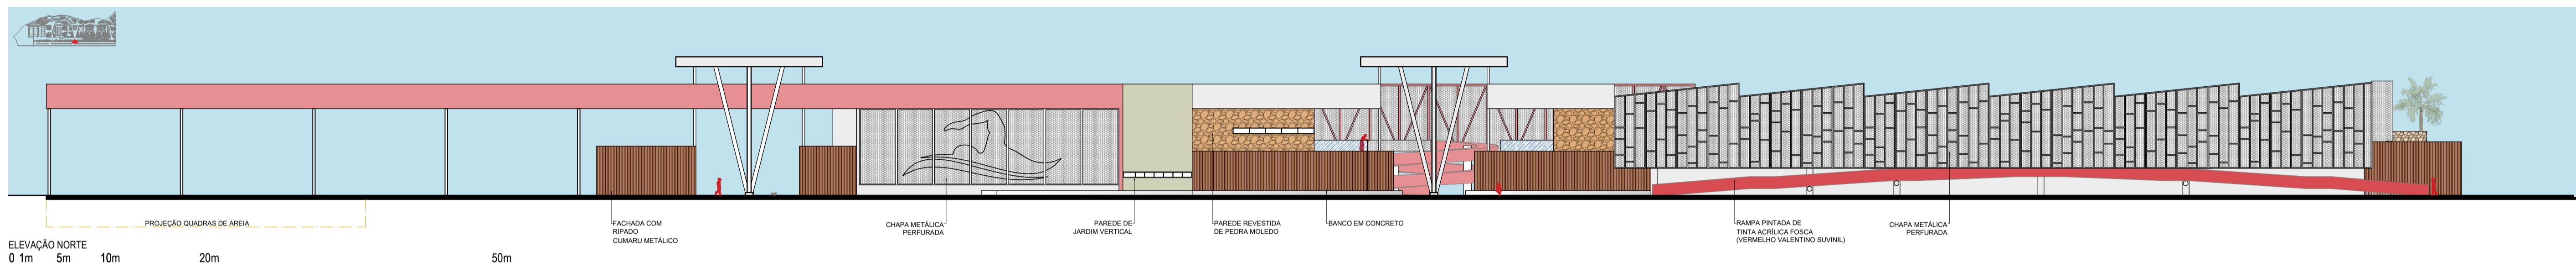 PROJEÇÃO QUADRAS DE AREIA
FACHADA COM
RIPADO
CUMARU METÁLICO
CHAPA METÁLICA
PERFURADA
PAREDE DE
JARDIM VERTICAL
PAREDE REVESTIDA
DE PEDRA MOLEDO
BANCO EM CONCRETO
RAMPA PINTADA DE
TINTA ACRÍLICA FOSCA
(VERMELHO VALENTINO SUVINIL)
CHAPA METÁLICA
PERFURADA
ELEVAÇÃO NORTE
0 1m 5m 10m 20m 50m